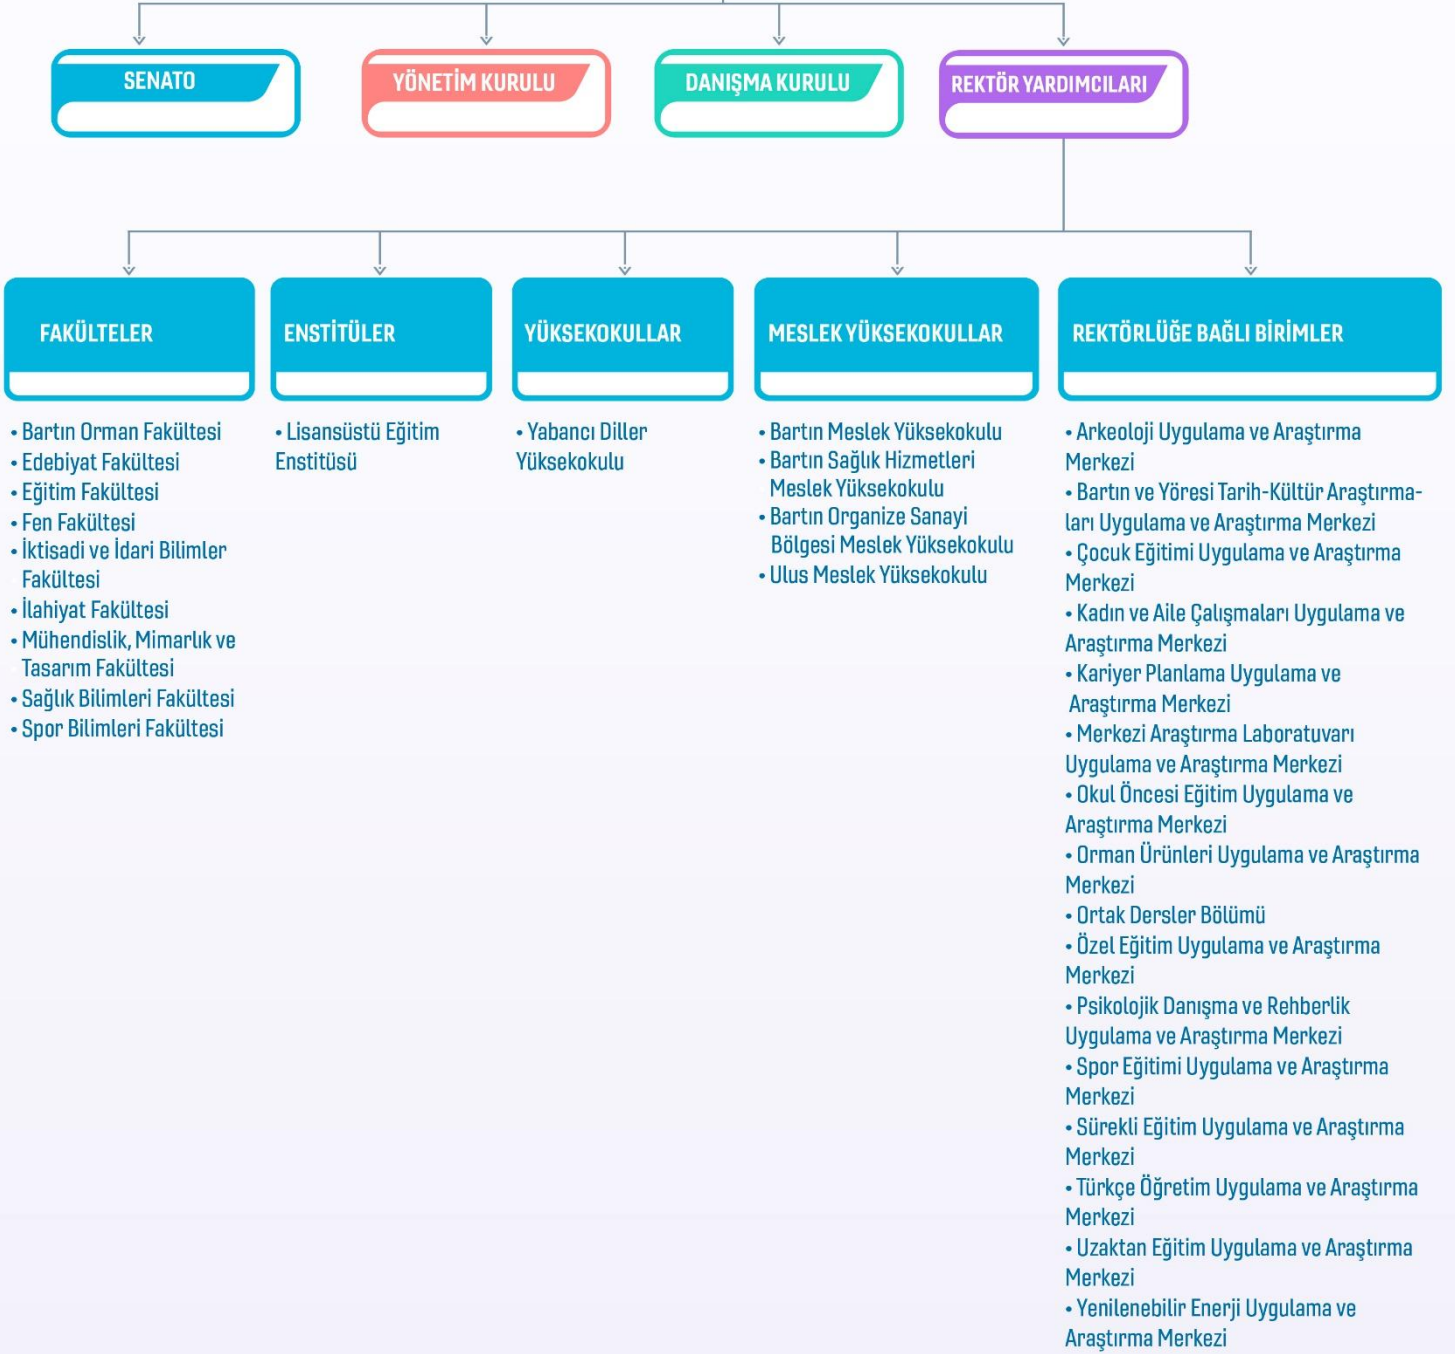 SENATO
YÖNETİM KURULU
DANIŞMA KURULU
REKTÖR YARDIMCILARI
FAKÜLTELER
• Bartın Orman Fakültesi
• Edebiyat Fakültesi
• Eğitim Fakültesi
• Fen Fakültesi
• İktisadi ve İdari Bilimler
Fakültesi
• İlahiyat Fakültesi
• Mühendislik, Mimarlık ve
Tasarım Fakültesi
• Sağlık Bilimleri Fakültesi
• Spor Bilimleri Fakültesi
ENSTİTÜLER
• Lisansüstü Eğitim
Enstitüsü
YÜKSEKOKULLAR
• Yabancı Diller
Yüksekokulu
MESLEK YÜKSEKOKULLAR
• Bartın Meslek Yüksekokulu
• Bartın Sağlık Hizmetleri
Meslek Yüksekokulu
• Bartın Organize Sanayi
Bölgesi Meslek Yüksekokulu
• Ulus Meslek Yüksekokulu
REKTÖRLÜĞE BAĞLI BİRİMLER
• Arkeoloji Uygulama ve Araştırma
Merkezi
• Bartın ve Yöresi Tarih-Kültür Araştırma-
ları Uygulama ve Araştırma Merkezi
• Çocuk Eğitimi Uygulama ve Araştırma
Merkezi
• Kadın ve Aile Çalışmaları Uygulama ve
Araştırma Merkezi
• Kariyer Planlama Uygulama ve
Araştırma Merkezi
• Merkezi Araştırma Laboratuvarı
Uygulama ve Araştırma Merkezi
• Okul Öncesi Eğitim Uygulama ve
Araştırma Merkezi
• Orman Ürünleri Uygulama ve Araştırma
Merkezi
• Ortak Dersler Bölümü
• Özel Eğitim Uygulama ve Araştırma
Merkezi
• Psikolojik Danışma ve Rehberlik
Uygulama ve Araştırma Merkezi
• Spor Eğitimi Uygulama ve Araştırma
Merkezi
• Sürekli Eğitim Uygulama ve Araştırma
Merkezi
• Türkçe Öğretim Uygulama ve Araştırma
Merkezi
• Uzaktan Eğitim Uygulama ve Araştırma
Merkezi
• Yenilenebilir Enerji Uygulama ve
Araştırma Merkezi